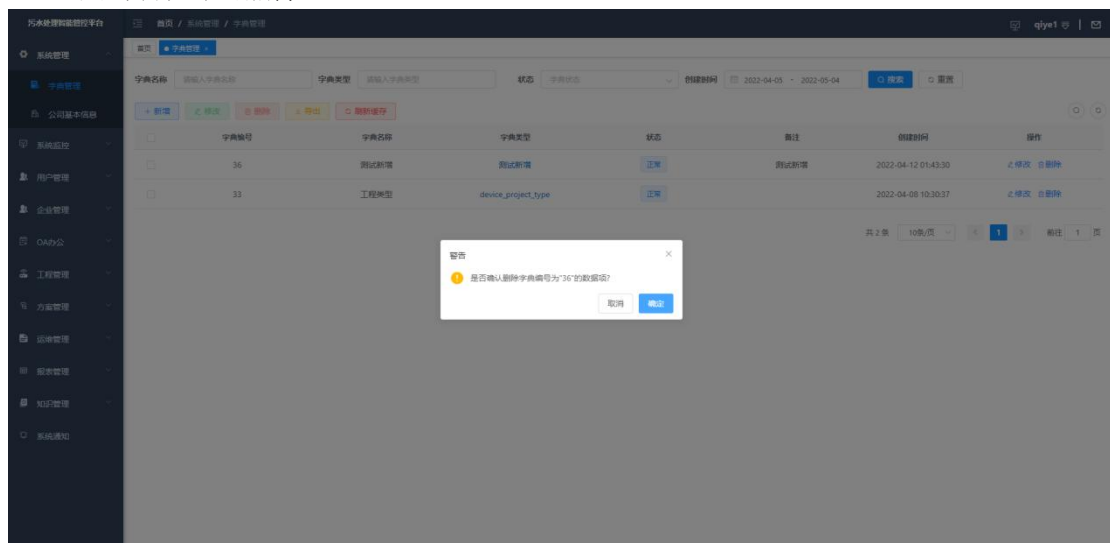 污水处理智能管控平台
首页 / 系统管理 / 字典管理
qiye1
系统管理
首页
字典管理 ×
字典管理
字典名称 请输入字典名称 字典类型 请输入字典类型 状态 字典状态 创建时间 2022-04-05 - 2022-05-04 搜索 重置
公司基本信息
+ 新增 修改 删除 导出 刷新缓存
字典编号 字典名称 字典类型 状态 备注 创建时间 操作
系统监控
36 测试新增 测试新增 正常 测试新增 2022-04-12 01:43:30 修改 删除
用户管理
33 工程类型 device_project_type 正常 2022-04-08 10:30:37 修改 删除
企业管理
共 2 条 10条/页 1 前往 1 页
OA办公
警告
工程管理
是否确认删除字典编号为"36"的数据项?
取消 确定
方案管理
运维管理
报表管理
知识管理
系统通知